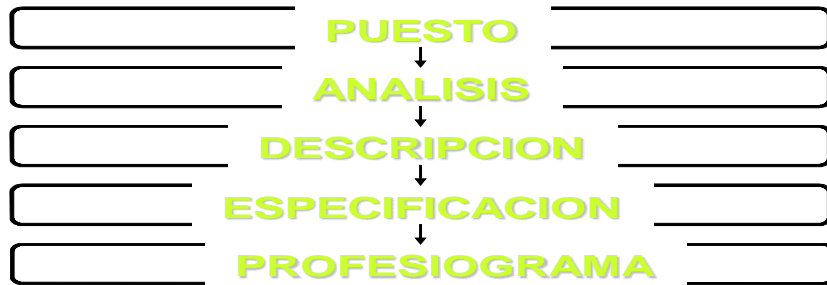 PUESTO
ANALISIS
DESCRIPCION
ESPECIFICACION
PROFESIOGRAMA